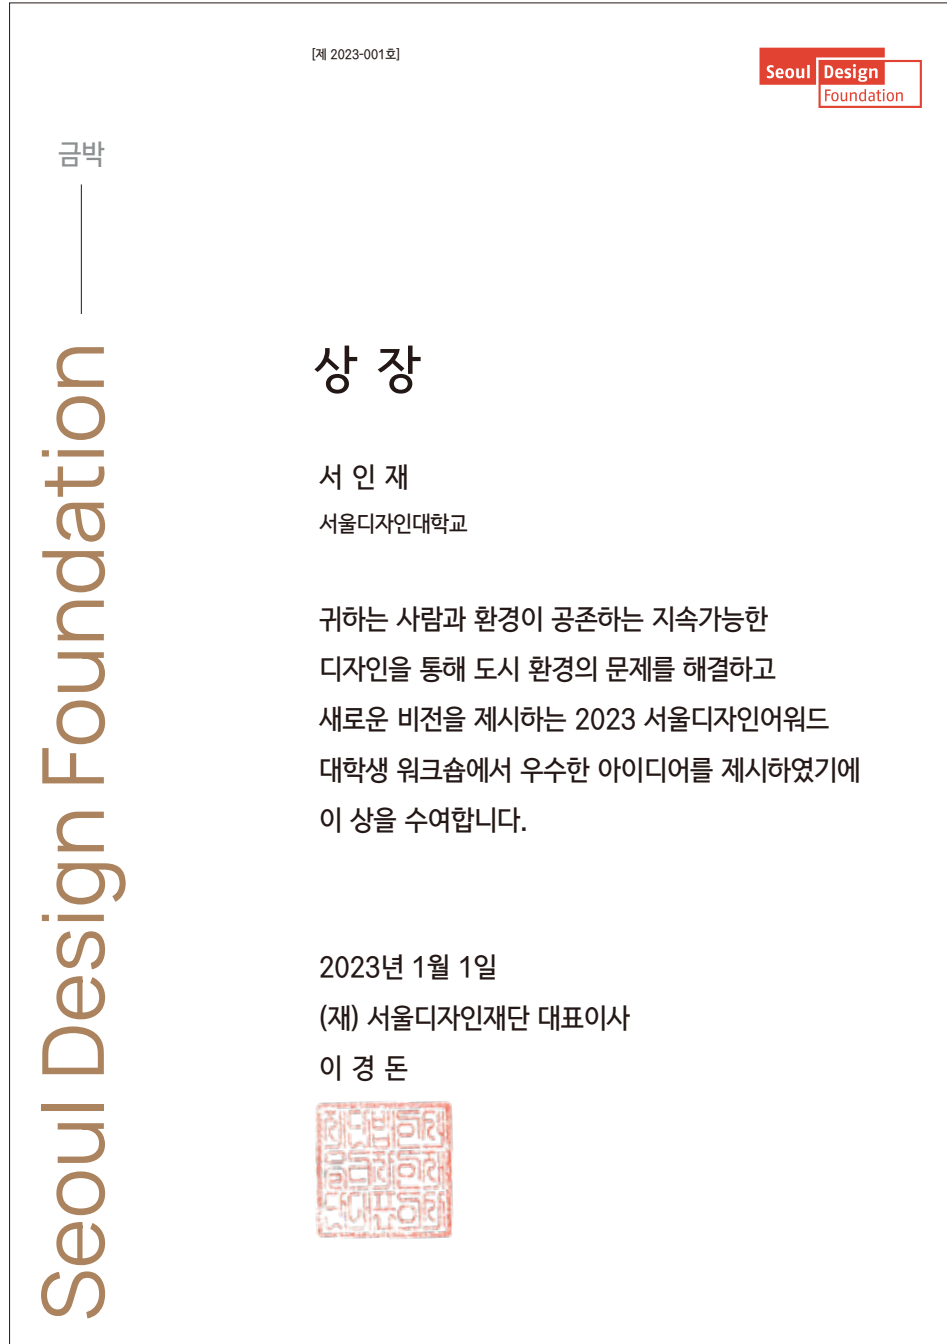 [제 2023-001호]
Seoul Design
Foundation
금박
Seoul Design Foundation
상 장
서 인 재
서울디자인대학교
귀하는 사람과 환경이 공존하는 지속가능한
디자인을 통해 도시 환경의 문제를 해결하고
새로운 비전을 제시하는 2023 서울디자인어워드
대학생 워크숍에서 우수한 아이디어를 제시하였기에
이 상을 수여합니다.
2023년 1월 1일
(재) 서울디자인재단 대표이사
이 경 돈